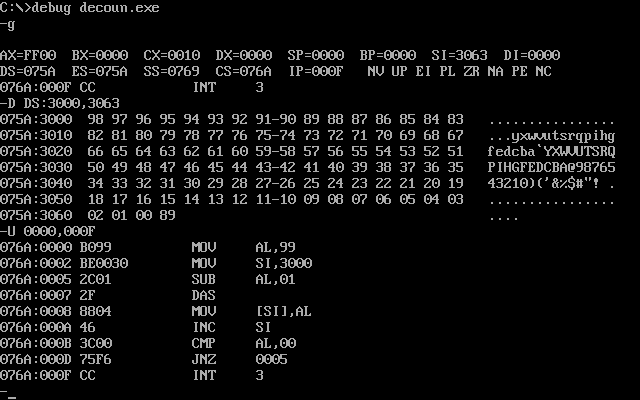 C:\>debug decoun.exe
-g
AX=FF00  BX=0000  CX=0010  DX=0000  SP=0000  BP=0000  SI=3063  DI=0000
DS=075A  ES=075A  SS=0769  CS=076A  IP=000F   NV UP EI PL ZR NA PE NC
076A:000F CC            INT     3
-D DS:3000,3063
075A:3000  98 97 96 95 94 93 92 91-90 89 88 87 86 85 84 83   ................
075A:3010  82 81 80 79 78 77 76 75-74 73 72 71 70 69 68 67   ...yxwvutsrqpihg
075A:3020  66 65 64 63 62 61 60 59-58 57 56 55 54 53 52 51   fedcba`YXWVUTSRQ
075A:3030  50 49 48 47 46 45 44 43-42 41 40 39 38 37 36 35   PIHGFEDCBA@98765
075A:3040  34 33 32 31 30 29 28 27-26 25 24 23 22 21 20 19   43210)('&%$#"! .
075A:3050  18 17 16 15 14 13 12 11-10 09 08 07 06 05 04 03   ................
075A:3060  02 01 00 89                                       ....
-U 0000,000F
076A:0000 B099          MOV     AL,99
076A:0002 BE0030        MOV     SI,3000
076A:0005 2C01          SUB     AL,01
076A:0007 2F            DAS
076A:0008 8804          MOV     [SI],AL
076A:000A 46            INC     SI
076A:000B 3C00          CMP     AL,00
076A:000D 75F6          JNZ     0005
076A:000F CC            INT     3
-_